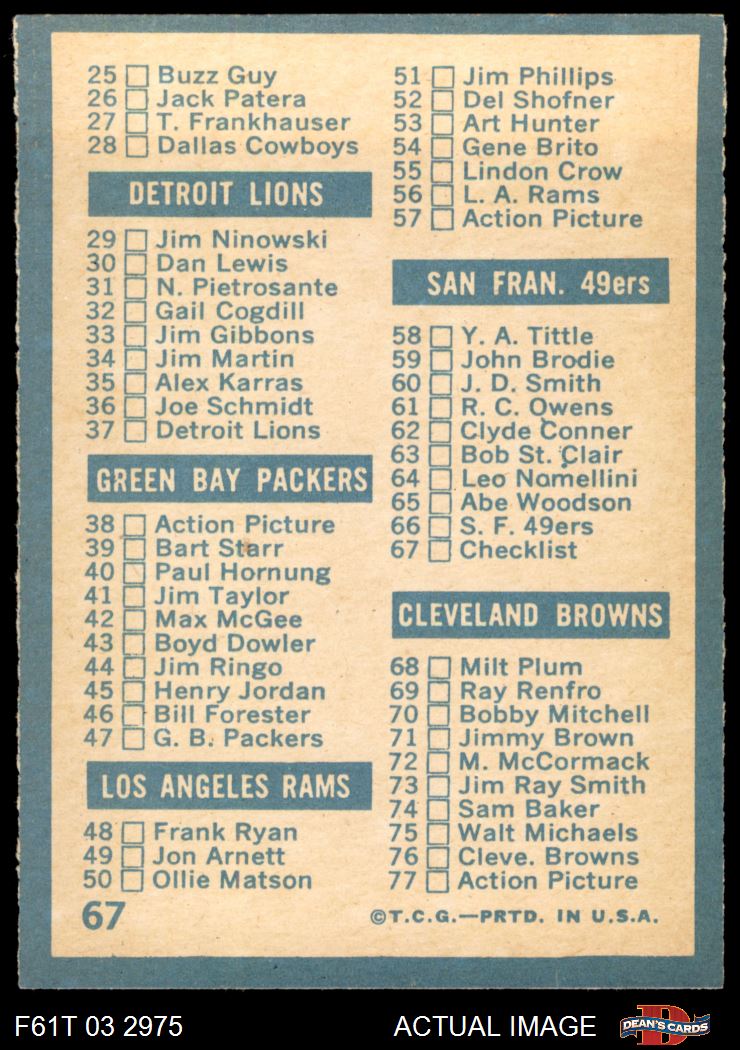 25 Buzz Guy
26 Jack Patera
27 T. Frankhauser
28 Dallas Cowboys
DETROIT LIONS
29 Jim Ninowski
30 Dan Lewis
31 N. Pietrosante
32 Gail Cogdill
33 Jim Gibbons
34 Jim Martin
35 Alex Karras
36 Joe Schmidt
37 Detroit Lions
GREEN BAY PACKERS
38 Action Picture
39 Bart Starr
40 Paul Hornung
41 Jim Taylor
42 Max McGee
43 Boyd Dowler
44 Jim Ringo
45 Henry Jordan
46 Bill Forester
47 G. B. Packers
LOS ANGELES RAMS
48 Frank Ryan
49 Jon Arnett
50 Ollie Matson
51 Jim Phillips
52 Del Shofner
53 Art Hunter
54 Gene Brito
55 Lindon Crow
56 L. A. Rams
57 Action Picture
SAN FRAN. 49ers
58 Y. A. Tittle
59 John Brodie
60 J. D. Smith
61 R. C. Owens
62 Clyde Conner
63 Bob St. Clair
64 Leo Nomellini
65 Abe Woodson
66 S. F. 49ers
67 Checklist
CLEVELAND BROWNS
68 Milt Plum
69 Ray Renfro
70 Bobby Mitchell
71 Jimmy Brown
72 M. McCormack
73 Jim Ray Smith
74 Sam Baker
75 Walt Michaels
76 Cleve. Browns
77 Action Picture
67
©T.C.G.—PRTD. IN U.S.A.
F61T 03 2975
ACTUAL IMAGE
D
DEAN'S CARDS